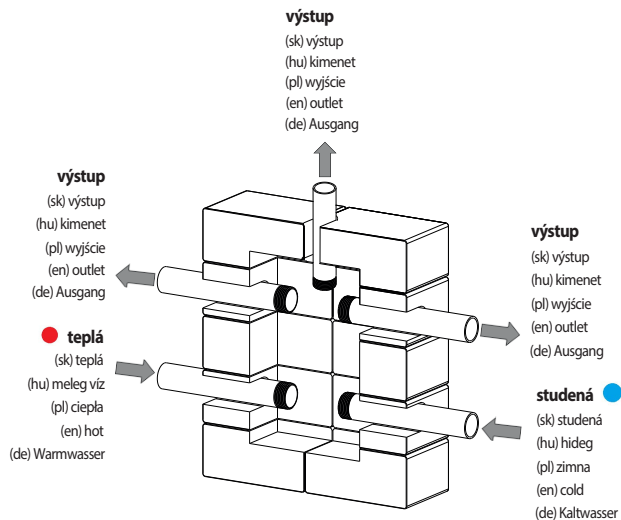 výstup
(sk) výstup
(hu) kimenet
(pl) wyjście
(en) outlet
(de) Ausgang
výstup
(sk) výstup
(hu) kimenet
(pl) wyjście
(en) outlet
(de) Ausgang
výstup
(sk) výstup
(hu) kimenet
(pl) wyjście
(en) outlet
(de) Ausgang
teplá
(sk) teplá
(hu) meleg víz
(pl) ciepła
(en) hot
(de) Warmwasser
studená
(sk) studená
(hu) hideg
(pl) zimna
(en) cold
(de) Kaltwasser